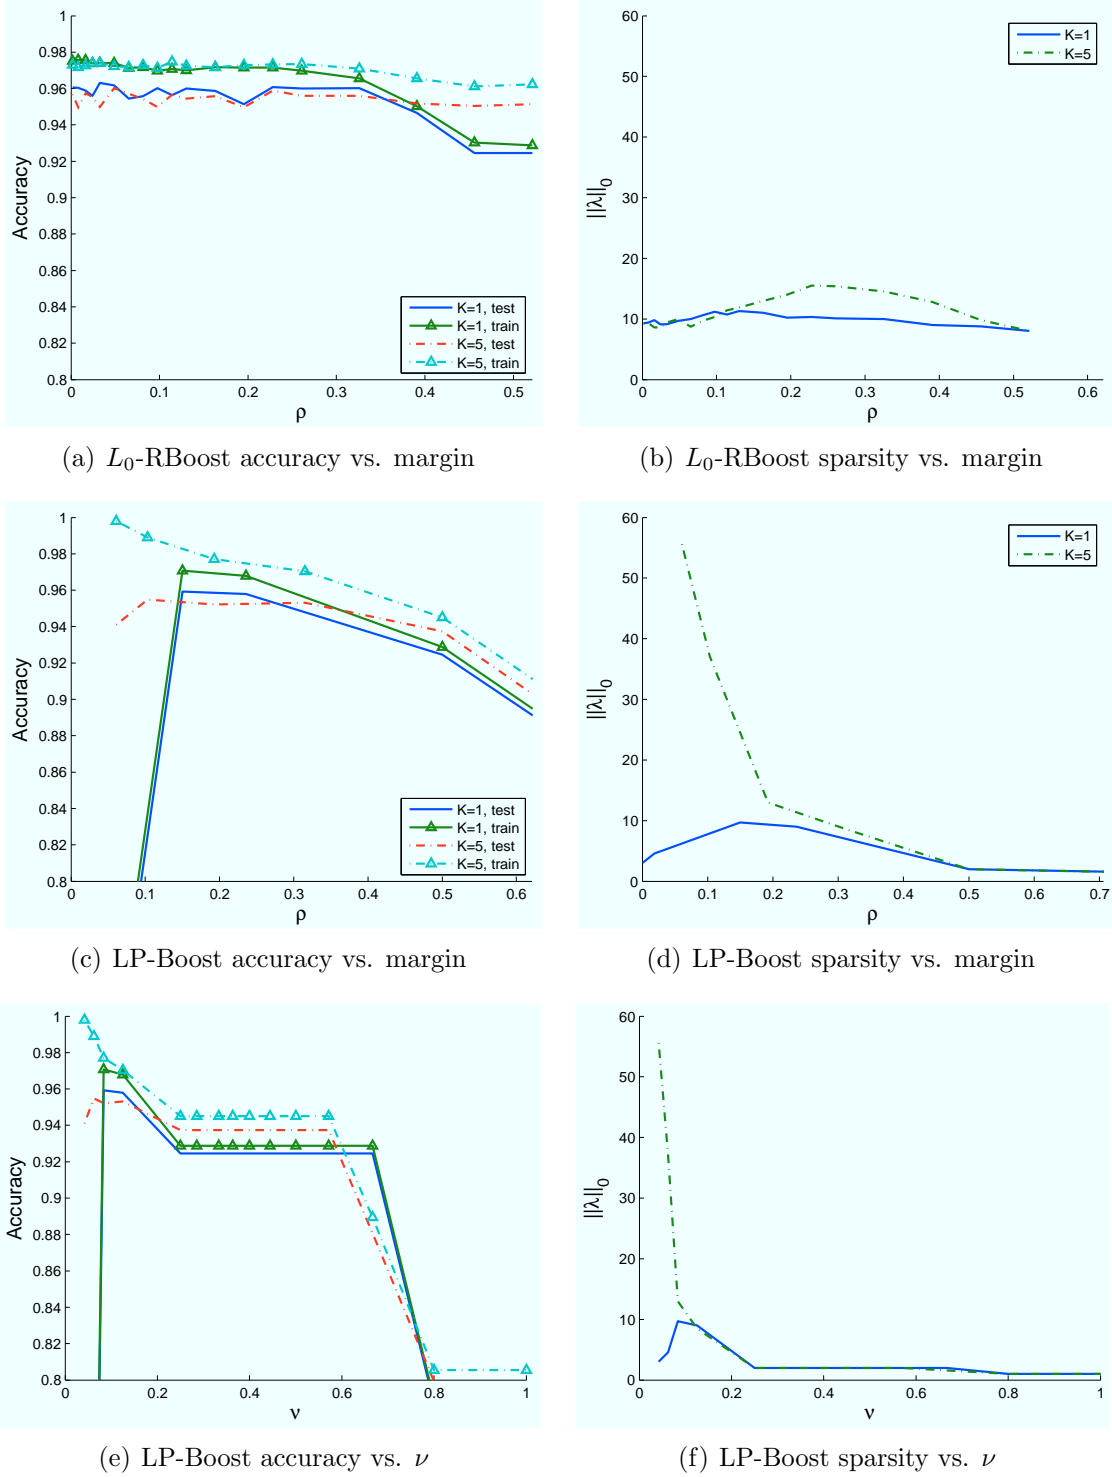 1
0.98
0.96
0.94
0.92
0.9
0.88
0.86
0.84
0.82
0.8
Accuracy
0 0.1 0.2 0.3 0.4 0.5
ρ
K=1, test
K=1, train
K=5, test
K=5, train
(a) L₀-RBoost accuracy vs. margin
60
50
40
30
20
10
0
||λ||₀
0 0.1 0.2 0.3 0.4 0.5 0.6
ρ
K=1
K=5
(b) L₀-RBoost sparsity vs. margin
1
0.98
0.96
0.94
0.92
0.9
0.88
0.86
0.84
0.82
0.8
Accuracy
0 0.1 0.2 0.3 0.4 0.5 0.6
ρ
K=1, test
K=1, train
K=5, test
K=5, train
(c) LP-Boost accuracy vs. margin
60
50
40
30
20
10
0
||λ||₀
0 0.1 0.2 0.3 0.4 0.5 0.6 0.7
ρ
K=1
K=5
(d) LP-Boost sparsity vs. margin
1
0.98
0.96
0.94
0.92
0.9
0.88
0.86
0.84
0.82
0.8
Accuracy
0 0.2 0.4 0.6 0.8 1
ν
(e) LP-Boost accuracy vs. ν
60
50
40
30
20
10
0
||λ||₀
0 0.2 0.4 0.6 0.8 1
ν
(f) LP-Boost sparsity vs. ν